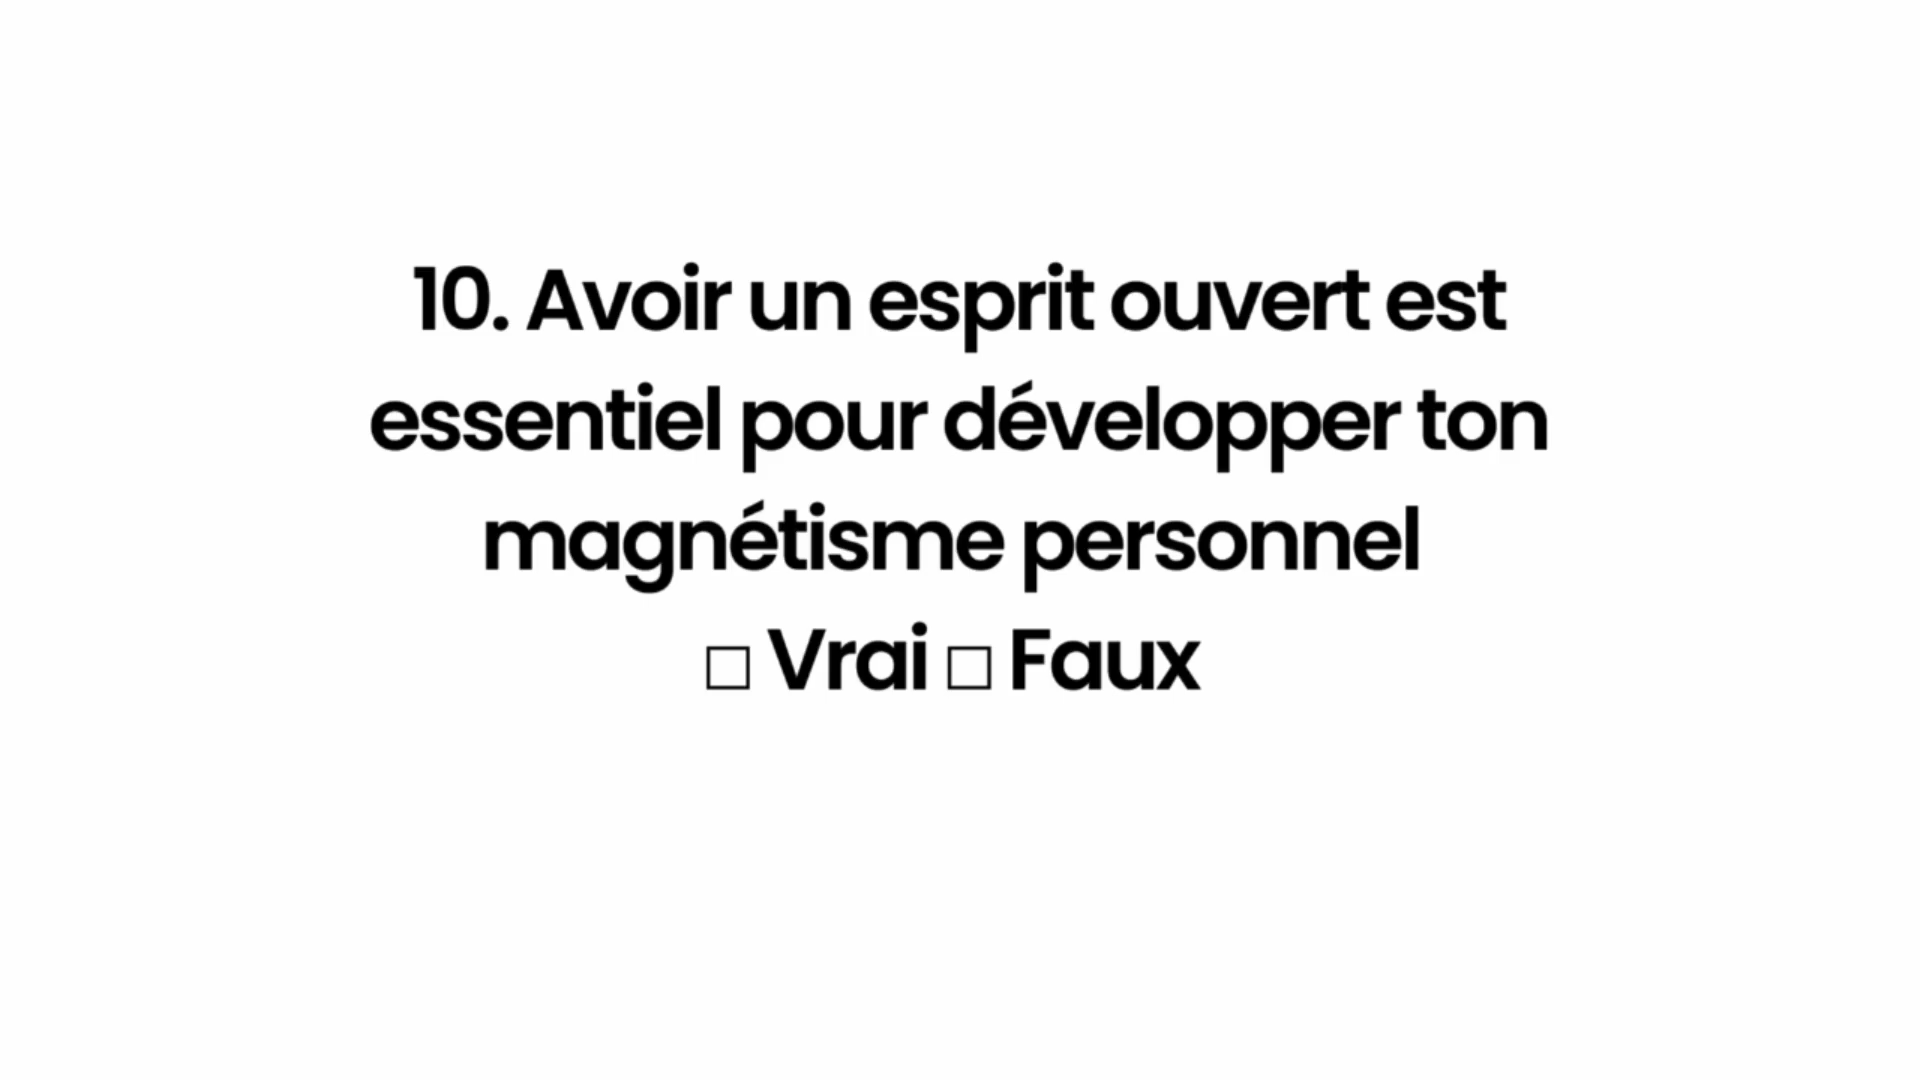 10. Avoir un esprit ouvert est
essentiel pour développer ton
magnétisme personnel
□ Vrai □ Faux